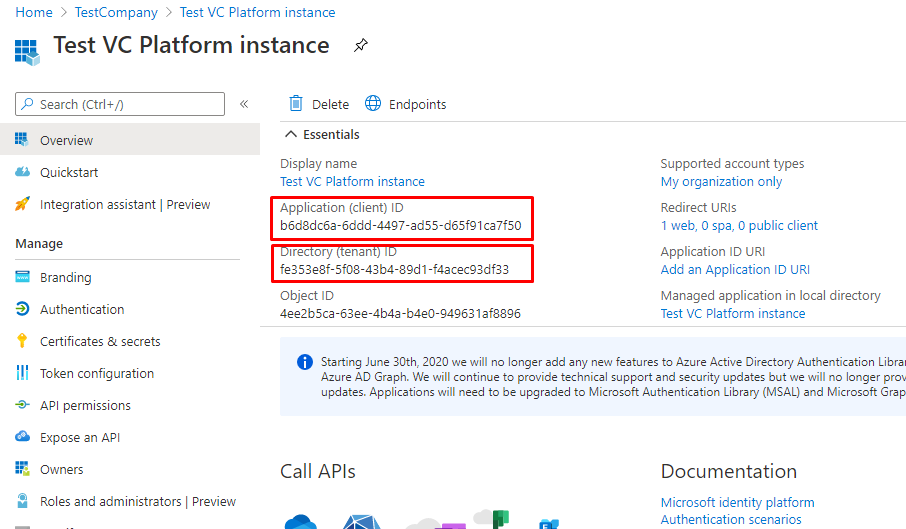 Home > TestCompany > Test VC Platform instance
Test VC Platform instance
Search (Ctrl+/)
«
Overview
Quickstart
Integration assistant | Preview
Manage
Branding
Authentication
Certificates & secrets
Token configuration
API permissions
Expose an API
Owners
Roles and administrators | Preview
Delete
Endpoints
Essentials
Display name
Test VC Platform instance
Application (client) ID
b6d8dc6a-6ddd-4497-ad55-d65f91ca7f50
Directory (tenant) ID
fe353e8f-5f08-43b4-89d1-f4acec93df33
Object ID
4ee2b5ca-63ee-4b4a-b4e0-949631af8896
Supported account types
My organization only
Redirect URIs
1 web, 0 spa, 0 public client
Application ID URI
Add an Application ID URI
Managed application in local directory
Test VC Platform instance
Starting June 30th, 2020 we will no longer add any new features to Azure Active Directory Authentication Librar
Azure AD Graph. We will continue to provide technical support and security updates but we will no longer prov
updates. Applications will need to be upgraded to Microsoft Authentication Library (MSAL) and Microsoft Grap
Call APIs
Documentation
Microsoft identity platform
Authentication scenarios